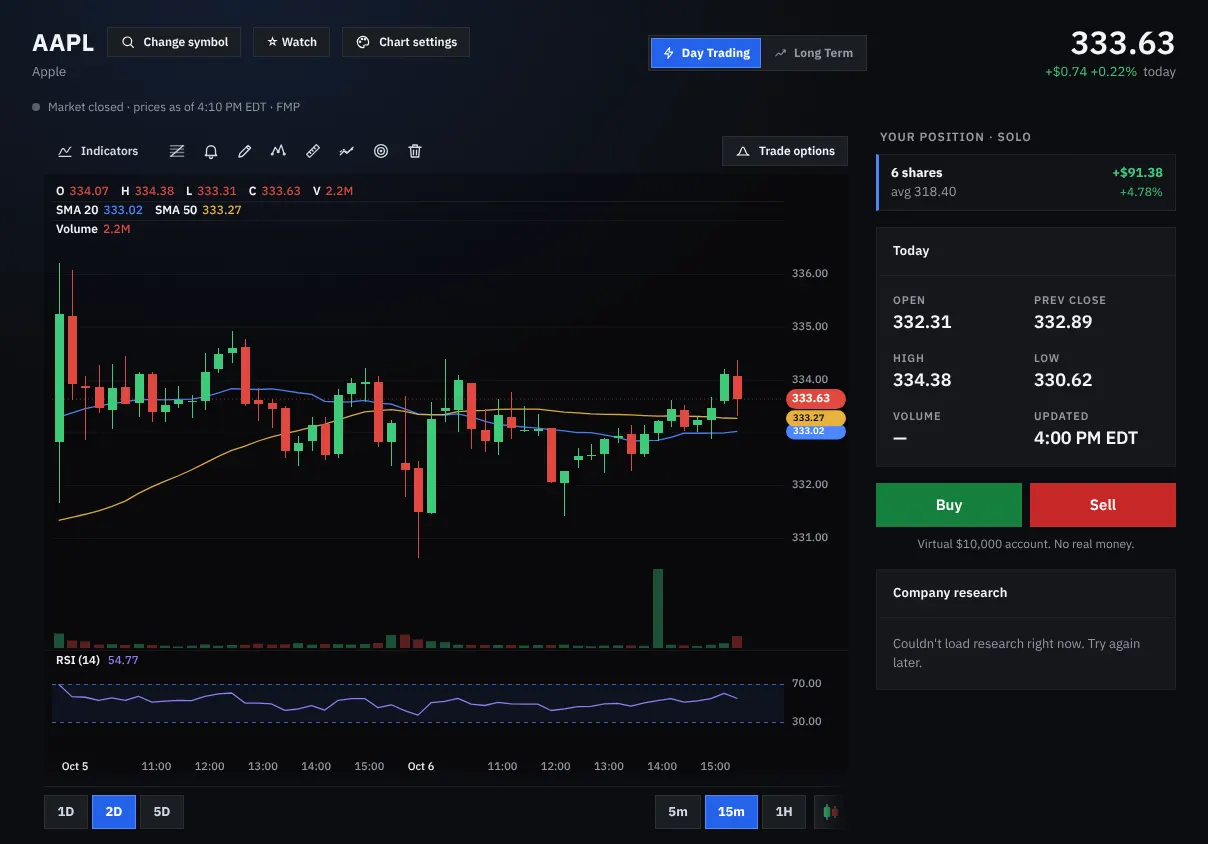 AAPL
Change symbol
Watch
Chart settings
Day Trading
Long Term
333.63
Apple
+$0.74 +0.22% today
Market closed · prices as of 4:10 PM EDT · FMP
Indicators
Trade options
O 334.07 H 334.38 L 333.31 C 333.63 V 2.2M
SMA 20 333.02 SMA 50 333.27
Volume 2.2M
336.00
335.00
334.00
333.63
333.27
333.02
332.00
331.00
RSI (14) 54.77
70.00
30.00
Oct 5 11:00 12:00 13:00 14:00 15:00 Oct 6 11:00 12:00 13:00 14:00 15:00
1D 2D 5D
5m 15m 1H
YOUR POSITION · SOLO
6 shares +$91.38
avg 318.40 +4.78%
Today
OPEN PREV CLOSE
332.31 332.89
HIGH LOW
334.38 330.62
VOLUME UPDATED
— 4:00 PM EDT
Buy Sell
Virtual $10,000 account. No real money.
Company research
Couldn't load research right now. Try again
later.